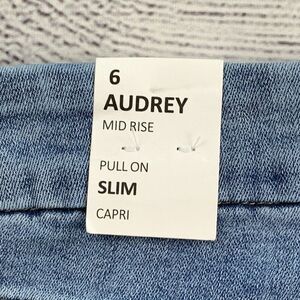 6
AUDREY
MID RISE
PULL ON
SLIM
CAPRI